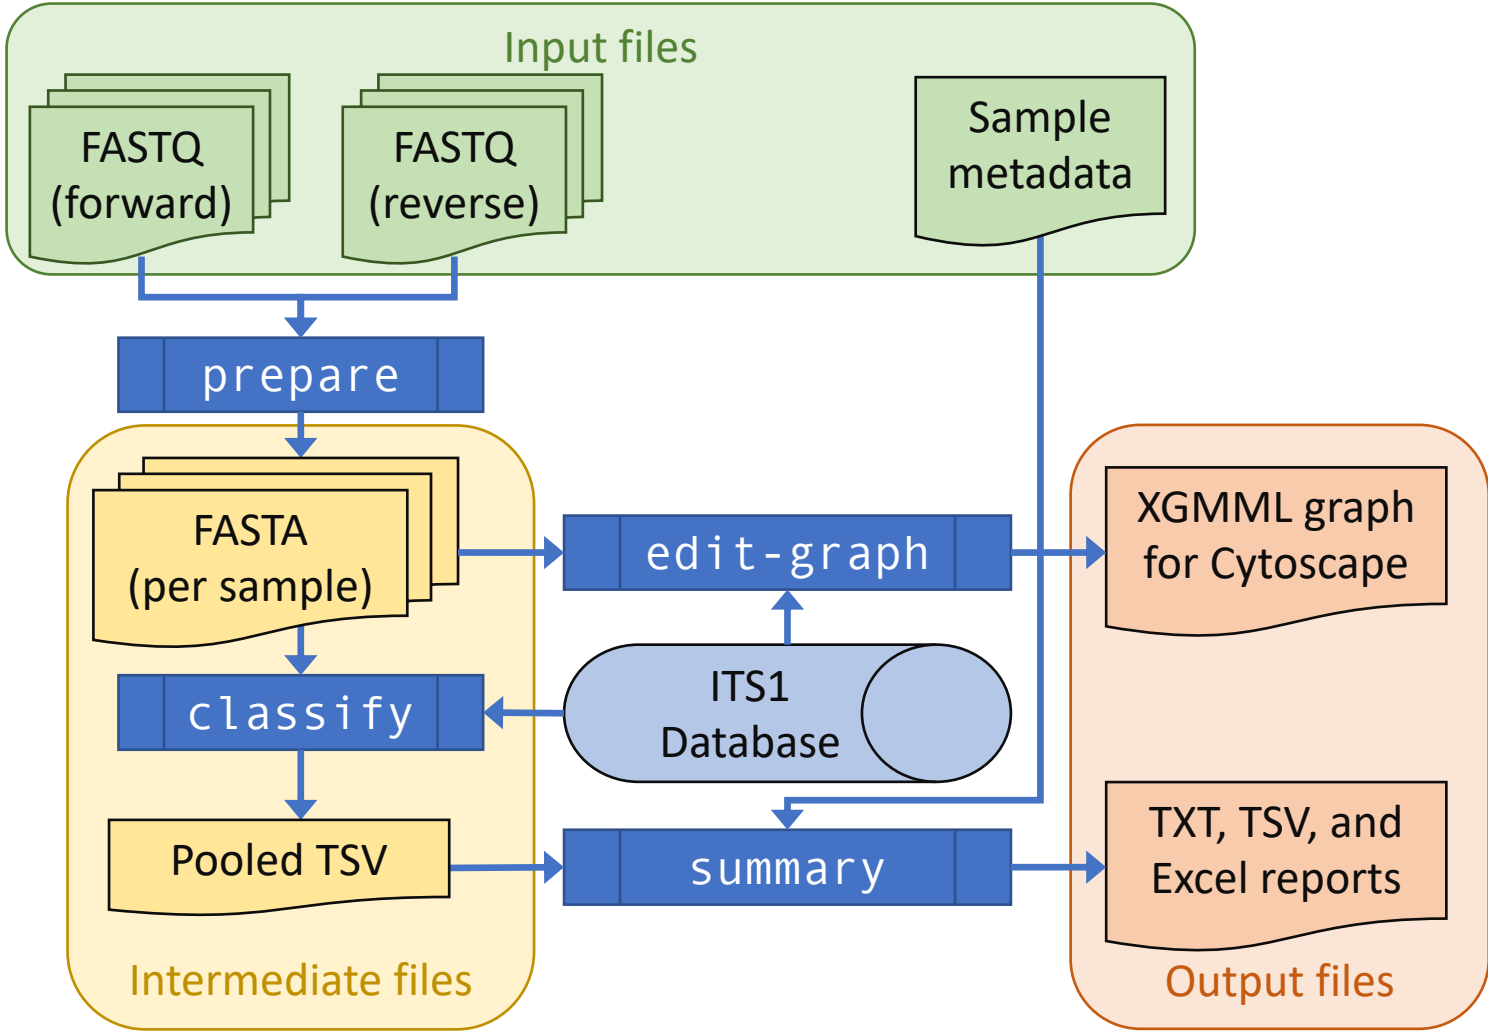 Input files
FASTQ
(forward)
FASTQ
(reverse)
Sample
metadata
prepare
FASTA
(per sample)
edit-graph
XGMML graph
for Cytoscape
classify
ITS1
Database
Pooled TSV
summary
TXT, TSV, and
Excel reports
Intermediate files
Output files